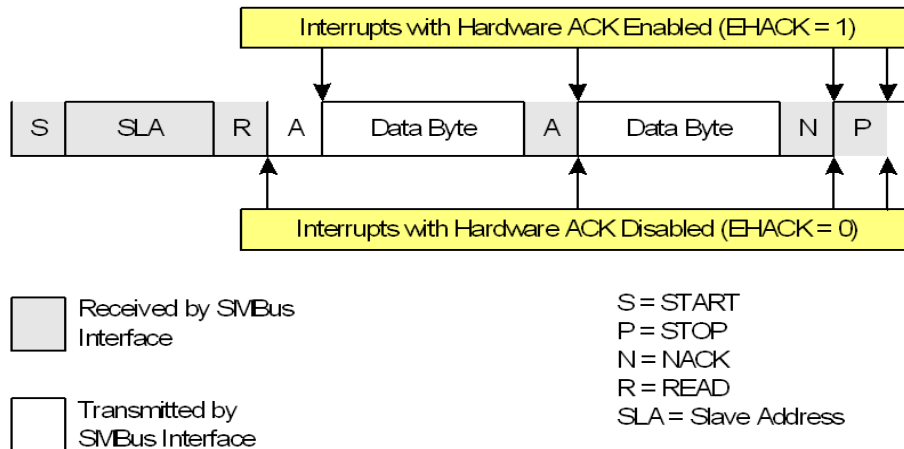 Interrupts with Hardware ACK Enabled (EHACK = 1)
S SLA R A Data Byte A Data Byte N P
Interrupts with Hardware ACK Disabled (EHACK = 0)
Received by SMBus
Interface
Transmitted by
SMBus Interface
S = START
P = STOP
N = NACK
R = READ
SLA = Slave Address